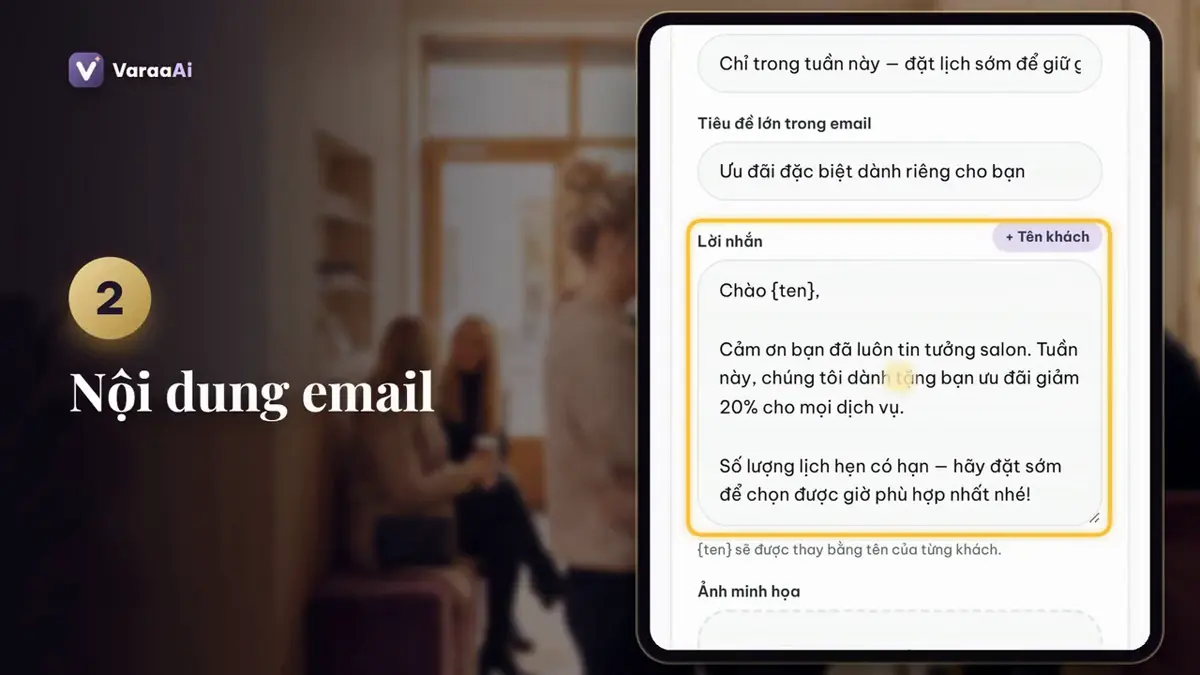 VaraaAi
2
Nội dung email
Chỉ trong tuần này — đặt lịch sớm để giữ
Tiêu đề lớn trong email
Ưu đãi đặc biệt dành riêng cho bạn
Lời nhắn
+ Tên khách
Chào {ten},
Cảm ơn bạn đã luôn tin tưởng salon. Tuần
này, chúng tôi dành tặng bạn ưu đãi giảm
20% cho mọi dịch vụ.
Số lượng lịch hẹn có hạn — hãy đặt sớm
để chọn được giờ phù hợp nhất nhé!
{ten} sẽ được thay bằng tên của từng khách.
Ảnh minh họa